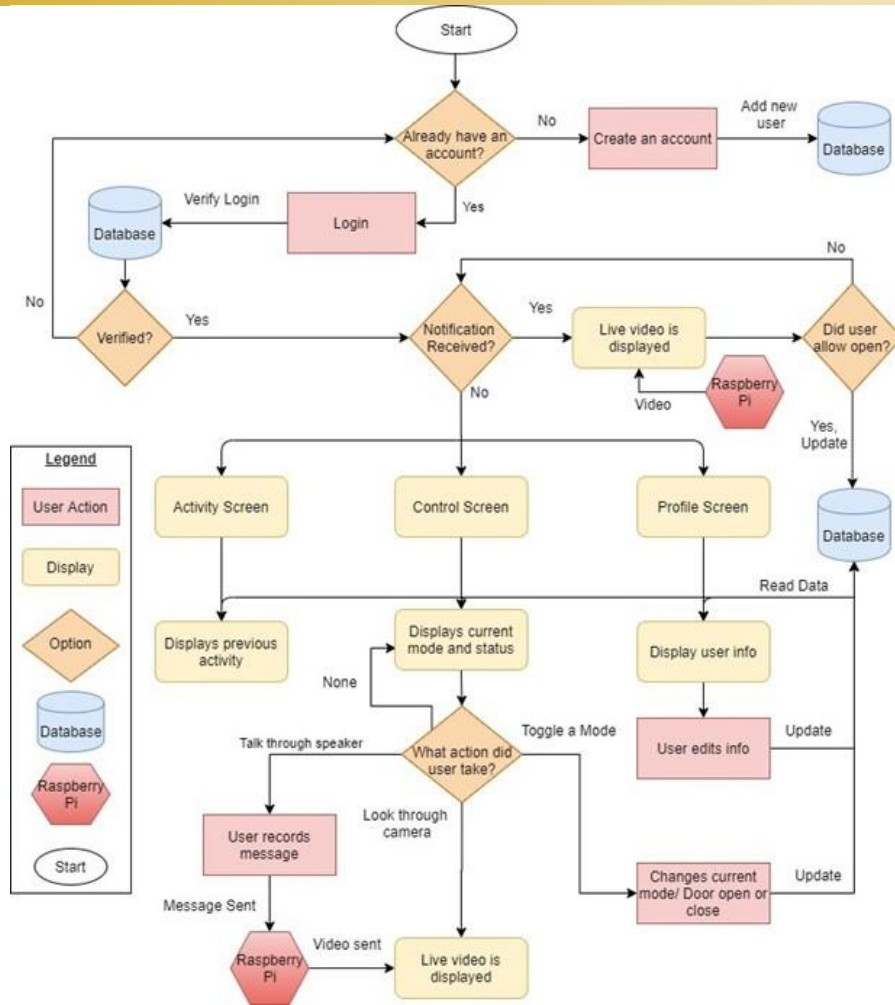 Start
Already have an
account?
No
Create an account
Add new
user
Database
Yes
Login
Verify Login
Database
No
Verified?
Yes
Notification
Received?
Yes
Live video is
displayed
No
Did user
allow open?
Raspberry
Pi
Video
No
Yes,
Update
Database
Legend
User Action
Display
Option
Database
Raspberry
Pi
Start
Activity Screen
Control Screen
Profile Screen
Read Data
Displays previous
activity
Displays current
mode and status
Display user info
None
What action did
user take?
Toggle a Mode
User edits info
Update
Talk through speaker
Look through
camera
User records
message
Changes current
mode/ Door open or
close
Update
Message Sent
Raspberry
Pi
Video sent
Live video is
displayed